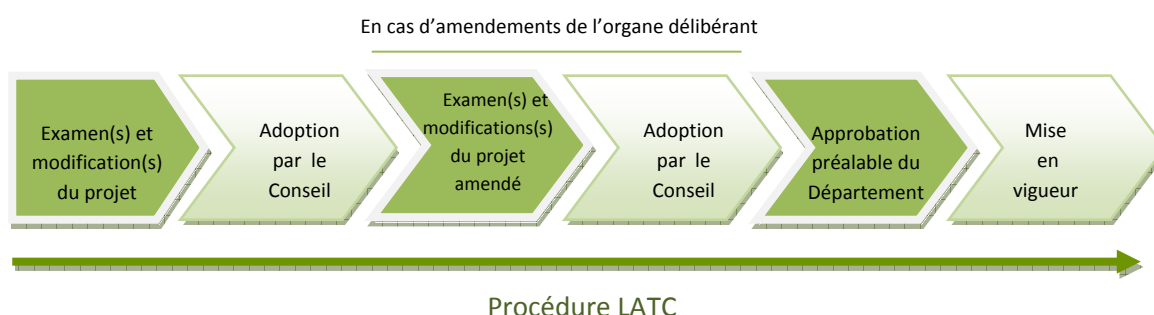 En cas d’amendements de l’organe délibérant
Examen(s) et
modification(s)
du projet
Adoption
par le
Conseil
Examen(s) et
modifications(s)
du projet
amendé
Adoption
par le
Conseil
Approbation
préalable du
Département
Mise
en
vigueur
Procédure LATC